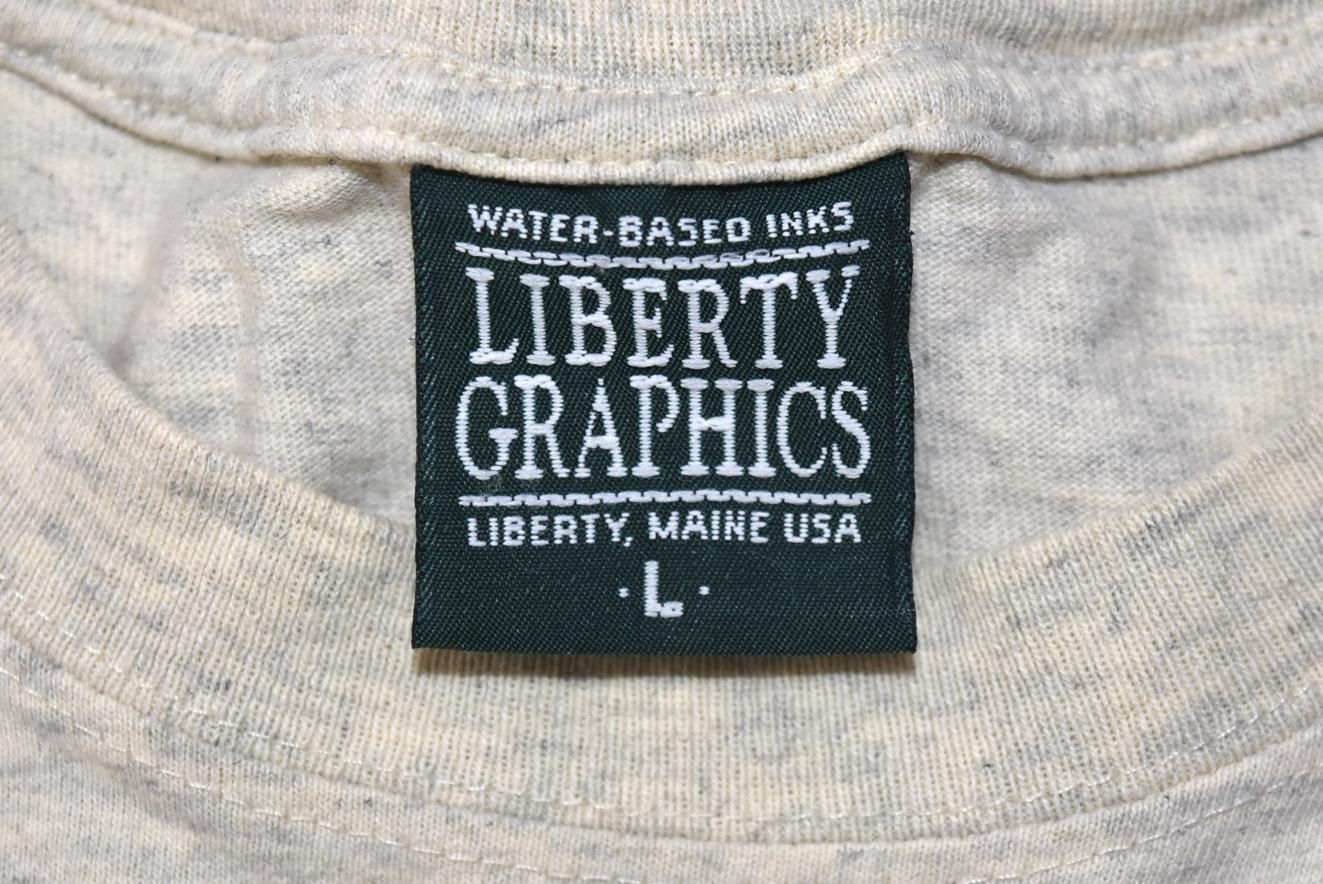 WATER-BASED INKS
LIBERTY
GRAPHICS
LIBERTY, MAINE USA
· L ·